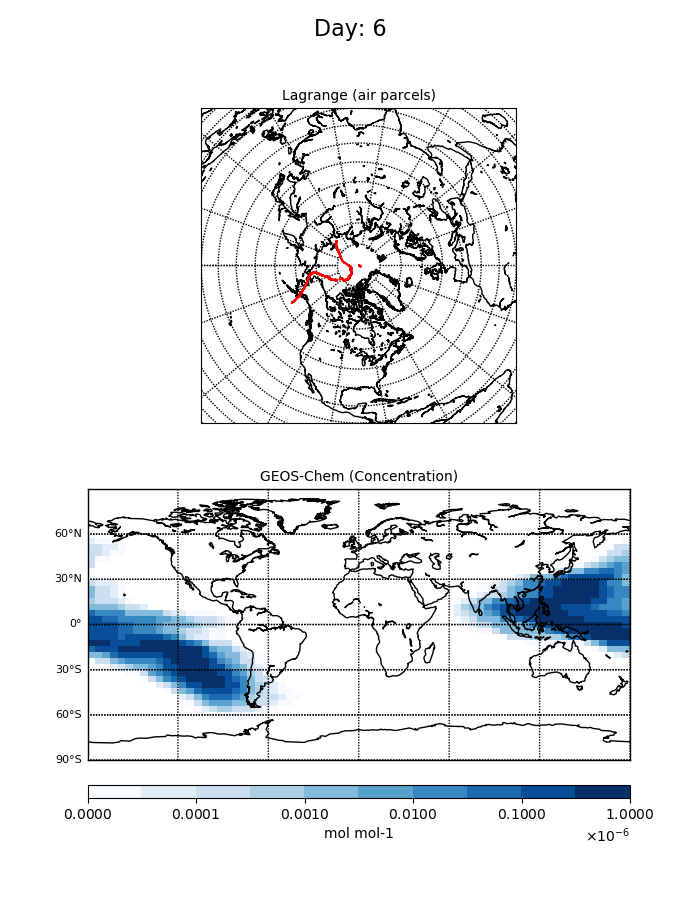 Day: 6
Lagrange (air parcels)
GEOS-Chem (Concentration)
60°N
30°N
0°
30°S
60°S
90°S
0.0000 0.0001 0.0010 0.0100 0.1000 1.0000
mol mol-1
×10⁻⁶